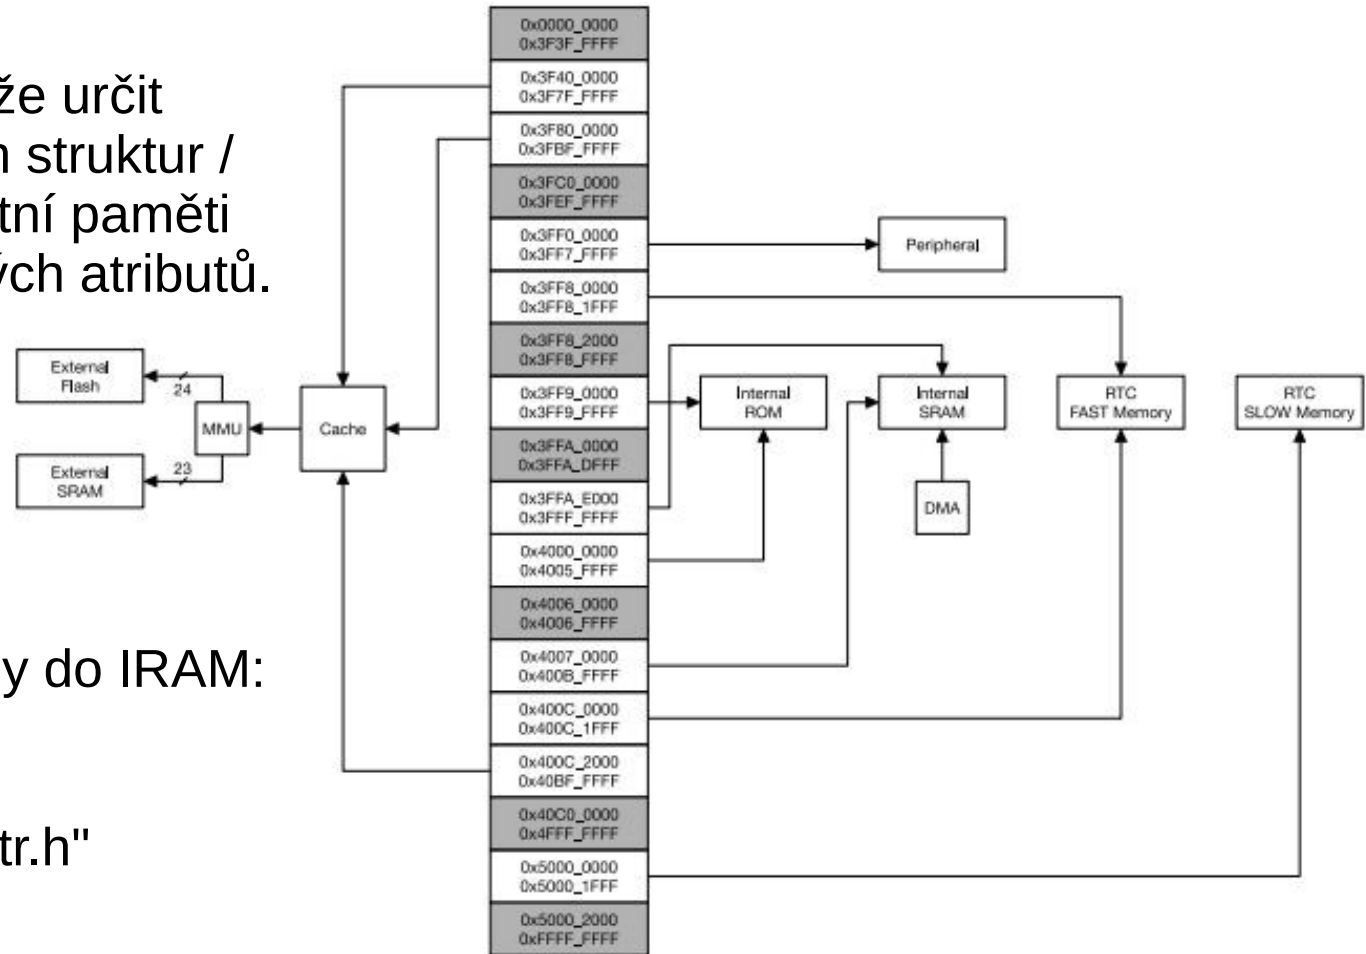 že určit
n struktur /
tní paměti
ých atributů.
y do IRAM:
tr.h"
0x0000_0000
0x3F3F_FFFF
0x3F40_0000
0x3F7F_FFFF
0x3F80_0000
0x3FBF_FFFF
0x3FC0_0000
0x3FEF_FFFF
0x3FF0_0000
0x3FF7_FFFF
0x3FF8_0000
0x3FF8_1FFF
0x3FF8_2000
0x3FF8_FFFF
0x3FF9_0000
0x3FF9_FFFF
0x3FFA_0000
0x3FFA_DFFF
0x3FFA_E000
0x3FFF_FFFF
0x4000_0000
0x4005_FFFF
0x4006_0000
0x4006_FFFF
0x4007_0000
0x400B_FFFF
0x400C_0000
0x400C_1FFF
0x400C_2000
0x40BF_FFFF
0x40C0_0000
0x4FFF_FFFF
0x5000_0000
0x5000_1FFF
0x5000_2000
0xFFFF_FFFF
External
Flash
24
External
SRAM
23
MMU
Cache
Peripheral
Internal
ROM
Internal
SRAM
DMA
RTC
FAST Memory
RTC
SLOW Memory